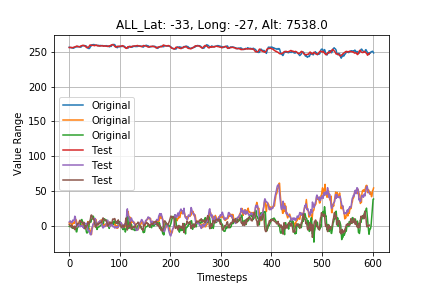 ALL_Lat: -33, Long: -27, Alt: 7538.0
Value Range
250
200
150
100
50
0
Original
Original
Original
Test
Test
Test
0 100 200 300 400 500 600
Timesteps